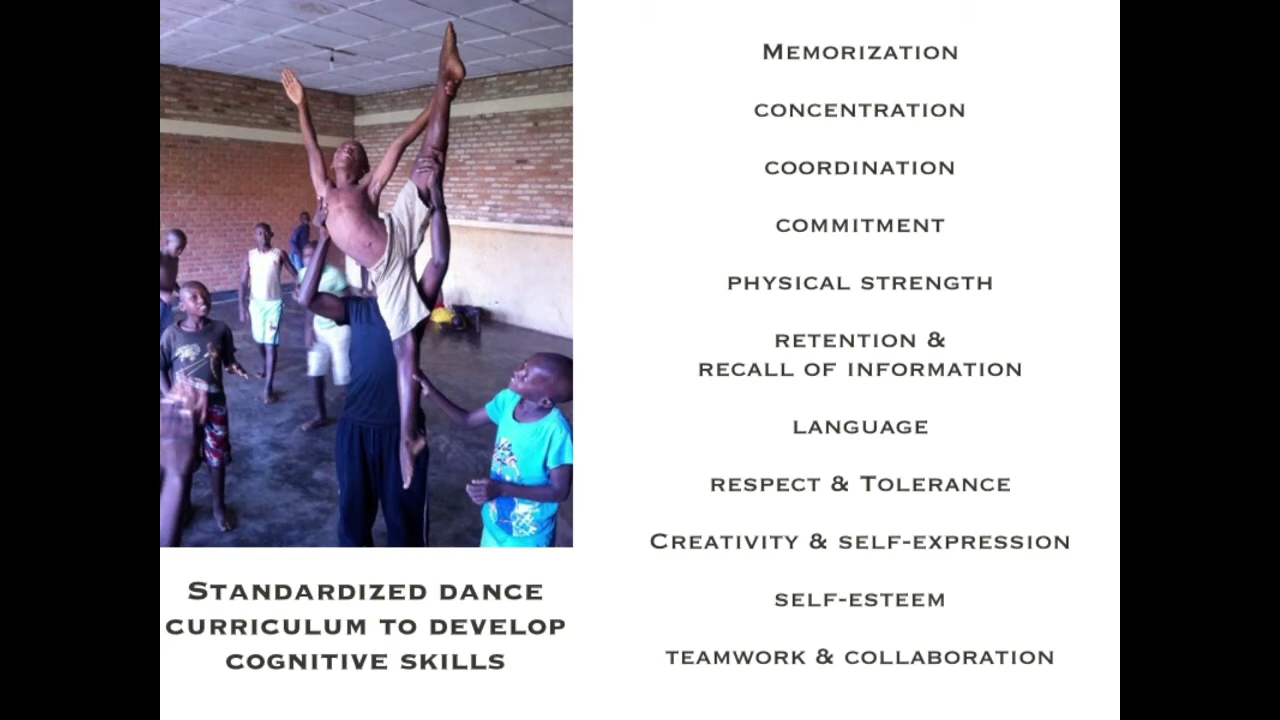 Standardized dance
curriculum to develop
cognitive skills
Memorization
concentration
coordination
commitment
physical strength
retention &
recall of information
language
respect & Tolerance
Creativity & self-expression
self-esteem
teamwork & collaboration